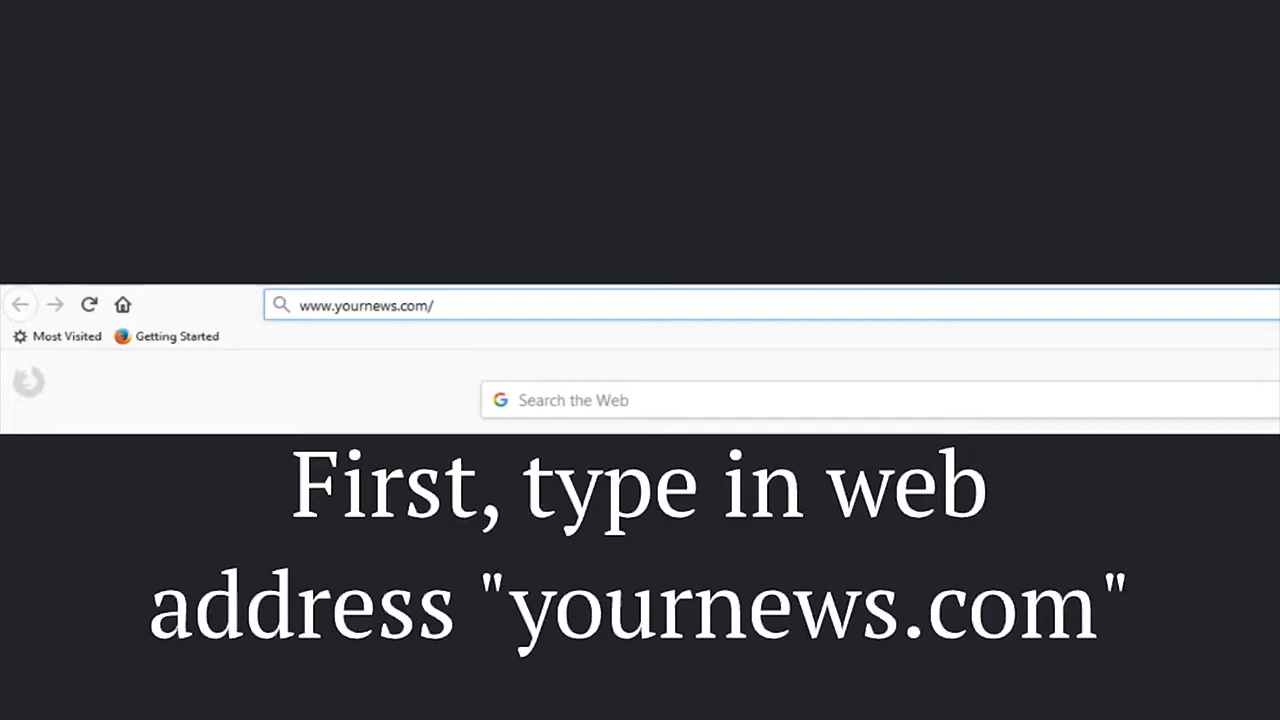 www.yournews.com/
Most Visited Getting Started
Search the Web
First, type in web
address "yournews.com"